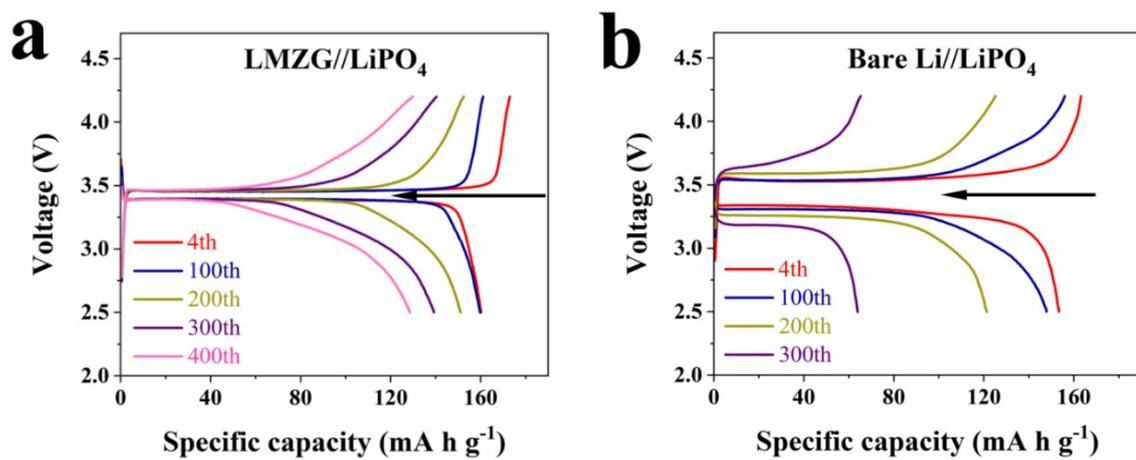 a
LMZG//LiPO₄
Voltage (V)
4.5
4.0
3.5
3.0
2.5
2.0
4th
100th
200th
300th
400th
0 40 80 120 160
Specific capacity (mA h g⁻¹)
b
Bare Li//LiPO₄
Voltage (V)
4.5
4.0
3.5
3.0
2.5
2.0
4th
100th
200th
300th
0 40 80 120 160
Specific capacity (mA h g⁻¹)